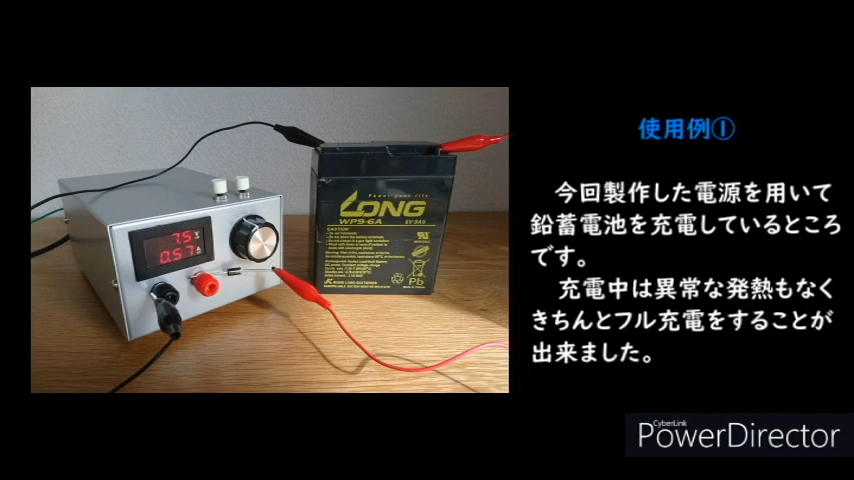 使用例①
今回製作した電源を用いて
鉛蓄電池を充電しているところ
です。
充電中は異常な発熱もなく
きちんとフル充電をすることが
出来ました。
7.5 V
0.57 A
LONG
WP9-6A
6V 9Ah
CAUTION
Pb
CyberLink
PowerDirector